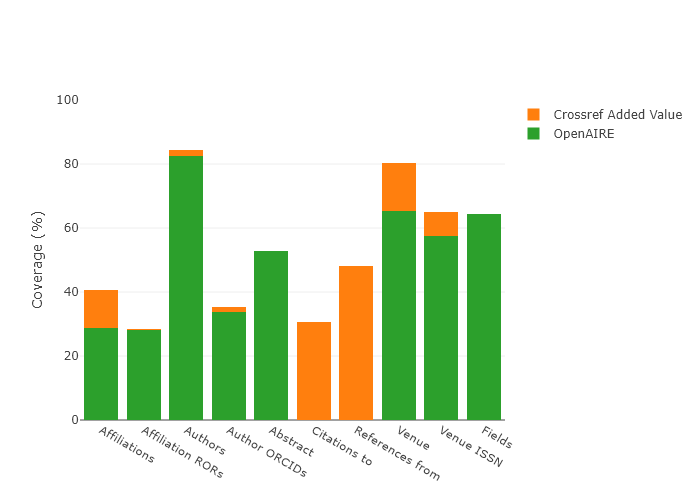 100
80
60
40
20
0
Coverage (%)
Crossref Added Value
OpenAIRE
Affiliations
Affiliation RORs
Authors
Author ORCIDs
Abstract
Citations to
References from
Venue
Venue ISSN
Fields